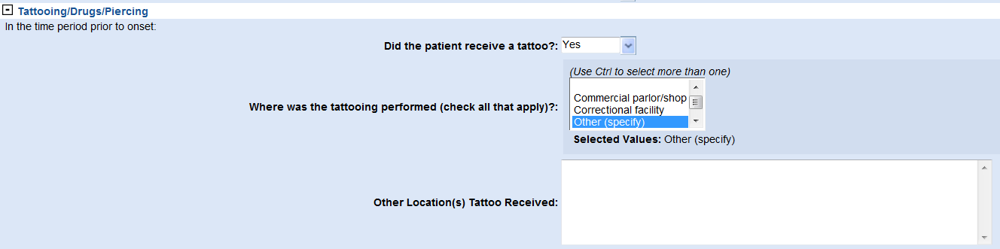 Tattooing/Drugs/Piercing
In the time period prior to onset:
Did the patient receive a tattoo?: Yes
(Use Ctrl to select more than one)
Commercial parlor/shop
Where was the tattooing performed (check all that apply)?:
Correctional facility
Other (specify)
Selected Values: Other (specify)
Other Location(s) Tattoo Received: